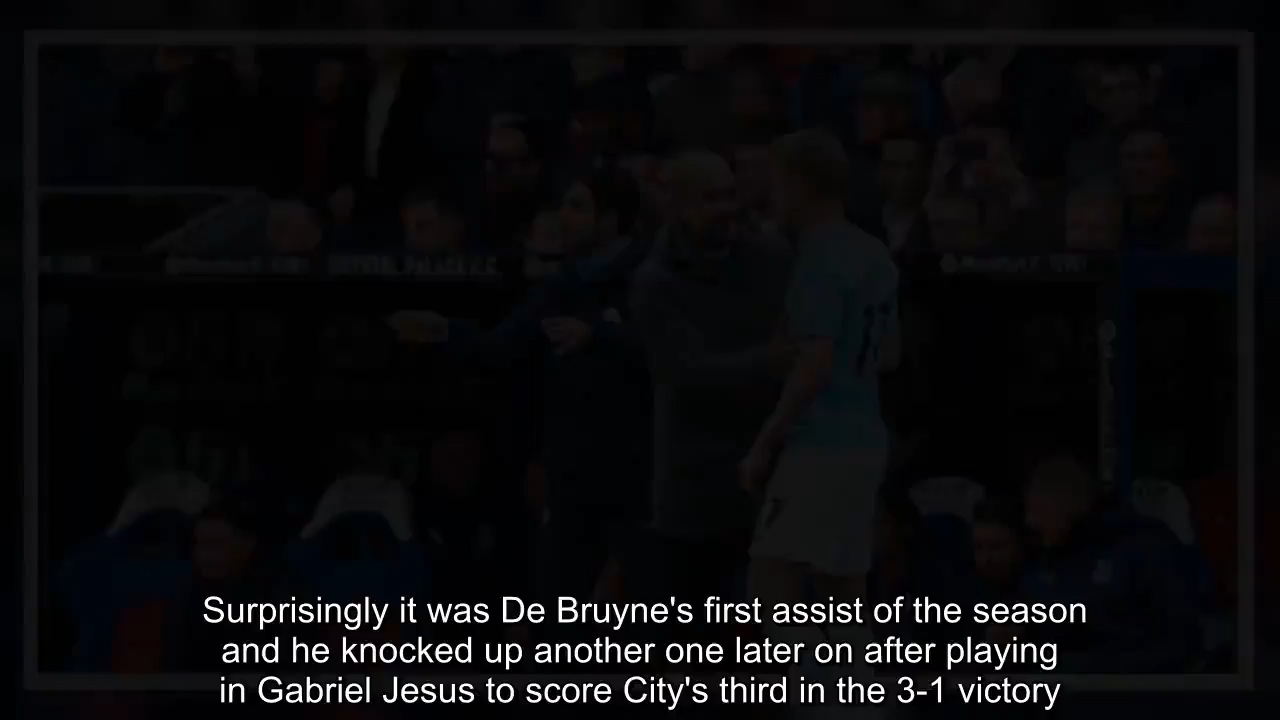 Surprisingly it was De Bruyne's first assist of the season
and he knocked up another one later on after playing
in Gabriel Jesus to score City's third in the 3-1 victory